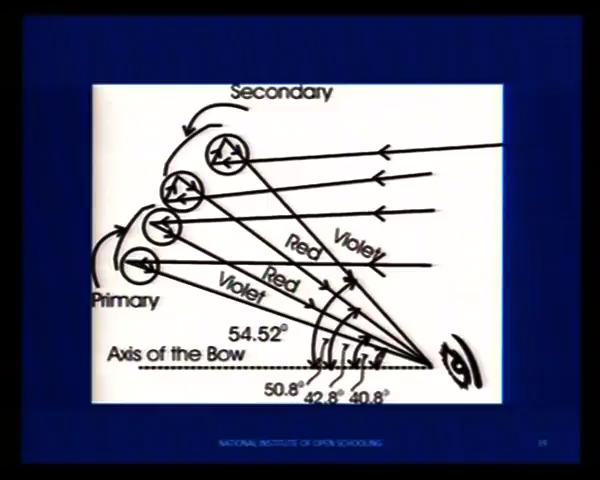 Secondary
Red
Violet
Red
Violet
Primary
54.52°
Axis of the Bow
50.8°
42.8°
40.8°
NATIONAL INSTITUTE OF OPEN SCHOOLING